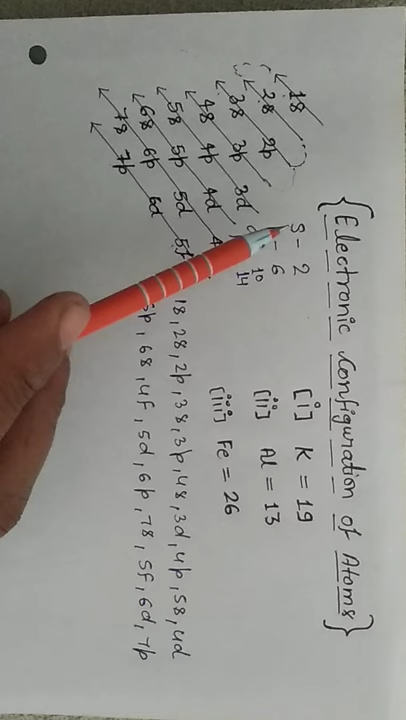 {Electronic Configuration of Atoms}
1s
2s 2p
3s 3p 3d
4s 4p 4d
5s 5p 5d 5f
6s 6p 6d
7s 7p
s - 2
- 6
10
14
[i] K = 19
[ii] Al = 13
[iii] Fe = 26
1s, 2s, 2p, 3s, 3p, 4s, 3d, 4p, 5s, 4d
5p, 6s, 4f, 5d, 6p, 7s, 5f, 6d, 7p